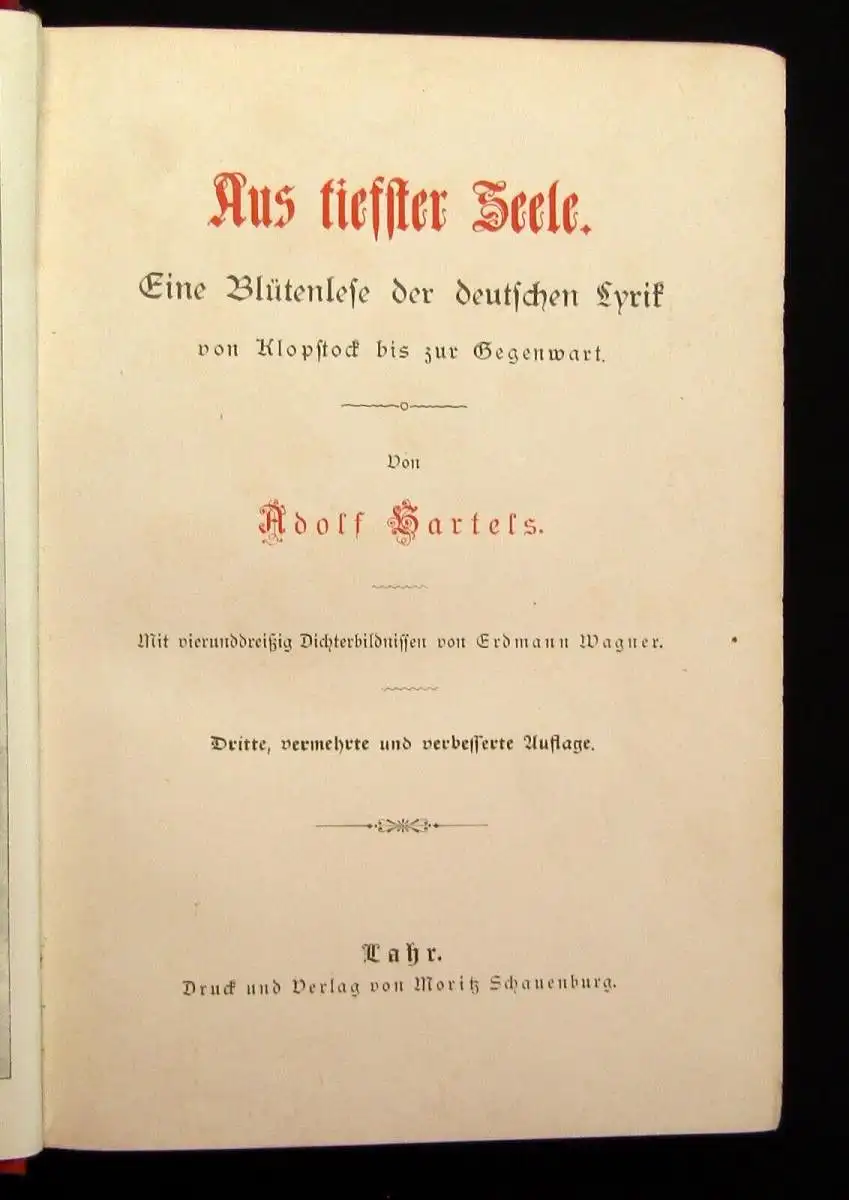 Aus tiefſter Seele.
Eine Blütenleſe der deutſchen Lyrik
von Klopſtock bis zur Gegenwart.
Von
Adolf Bartels.
Mit vierunddreißig Dichterbildniſſen von Erdmann Wagner.
Dritte, vermehrte und verbeſſerte Auflage.
Lahr.
Druck und Verlag von Moritz Schauenburg.